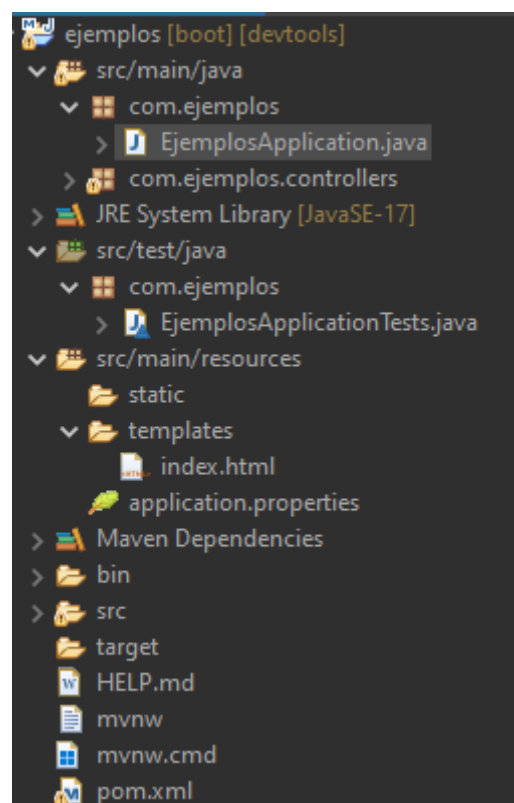 ejemplos [boot] [devtools]
src/main/java
com.ejemplos
EjemplosApplication.java
com.ejemplos.controllers
JRE System Library [JavaSE-17]
src/test/java
com.ejemplos
EjemplosApplicationTests.java
src/main/resources
static
templates
index.html
application.properties
Maven Dependencies
bin
src
target
HELP.md
mvnw
mvnw.cmd
pom.xml